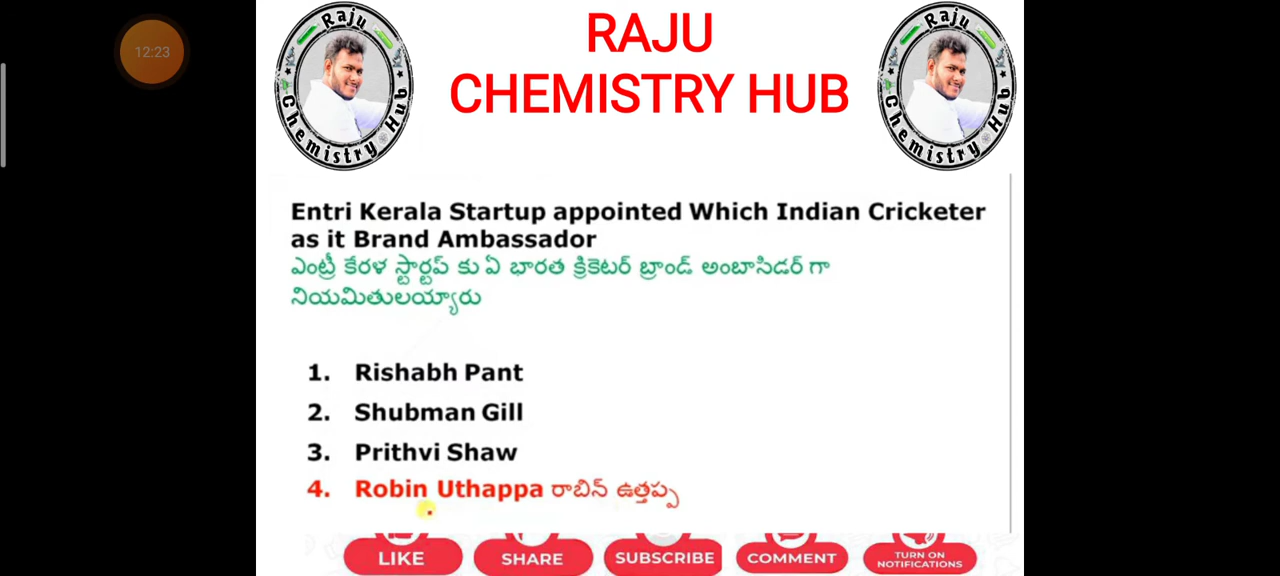 12:23
Raju
Chemistry Hub
RAJU
CHEMISTRY HUB
Raju
Chemistry Hub
Entri Kerala Startup appointed Which Indian Cricketer
as it Brand Ambassador
ఎంట్రీ కేరళ స్టార్టప్ కు ఏ భారత క్రికెటర్ బ్రాండ్ అంబాసిడర్ గా
నియమితులయ్యారు
1. Rishabh Pant
2. Shubman Gill
3. Prithvi Shaw
4. Robin Uthappa రాబిన్ ఉత్తప్ప
LIKE SHARE SUBSCRIBE COMMENT TURN ON
NOTIFICATIONS